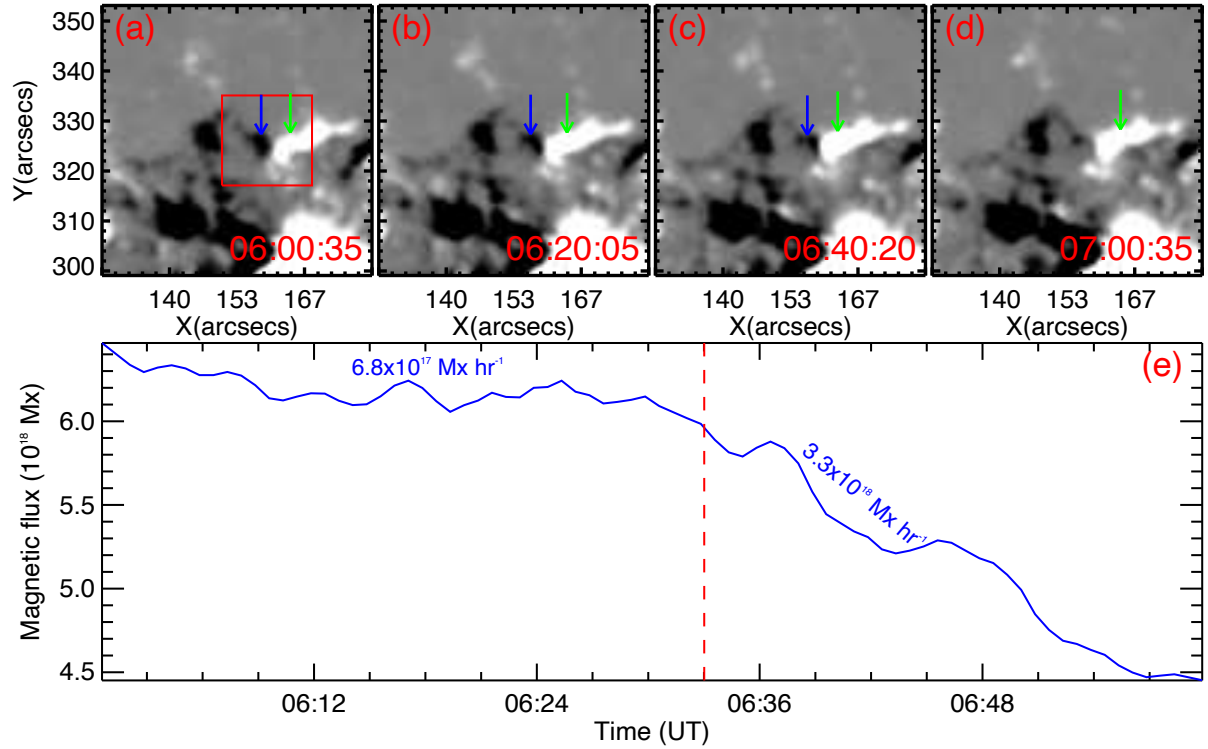 (a) (b) (c) (d)
350
340
330
320
310
300
Y(arcsecs)
06:00:35 06:20:05 06:40:20 07:00:35
140 153 167 140 153 167 140 153 167 140 153 167
X(arcsecs) X(arcsecs) X(arcsecs) X(arcsecs)
6.8x10¹⁷ Mx hr⁻¹
(e)
3.3x10¹⁸ Mx hr⁻¹
6.0
5.5
5.0
4.5
Magnetic flux (10¹⁸ Mx)
06:12 06:24 06:36 06:48
Time (UT)